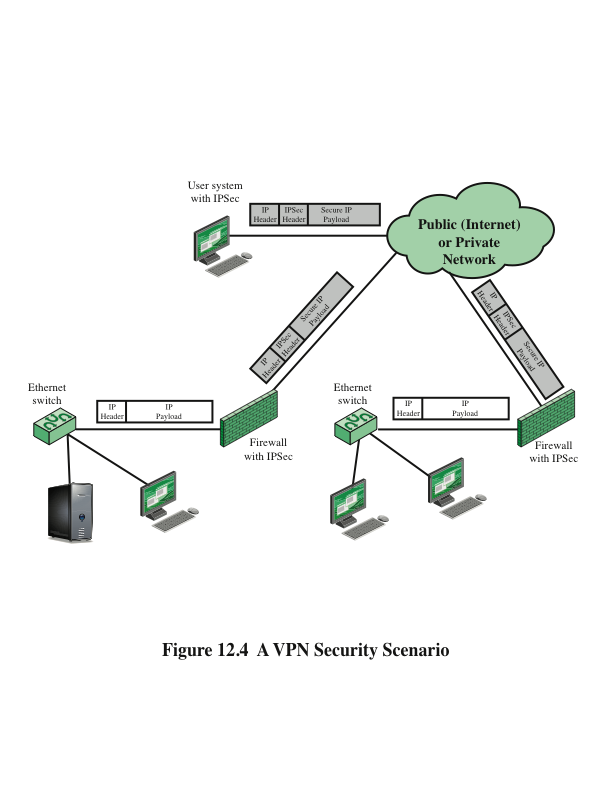 User system
with IPSec
IP
Header
IPSec
Header
Secure IP
Payload
Public (Internet)
or Private
Network
IP
Header
IPSec
Header
Secure IP
Payload
IP
Header
IPSec
Header
Secure IP
Payload
Ethernet
switch
IP
Header
IP
Payload
Firewall
with IPSec
Ethernet
switch
IP
Header
IP
Payload
Firewall
with IPSec
Figure 12.4 A VPN Security Scenario